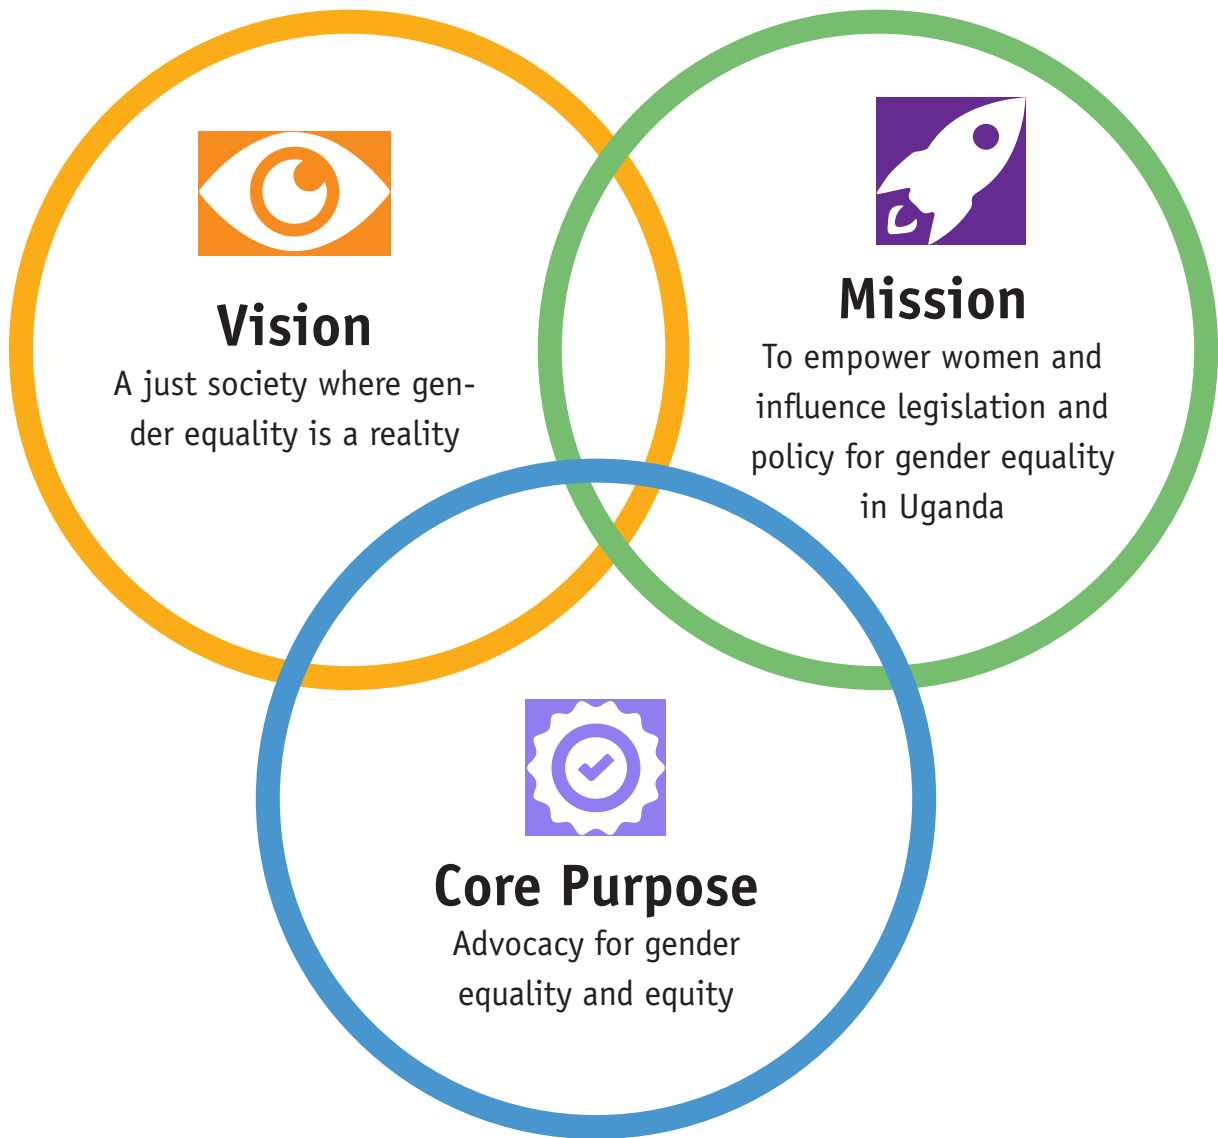 Vision
A just society where gen-
der equality is a reality
Mission
To empower women and
influence legislation and
policy for gender equality
in Uganda
Core Purpose
Advocacy for gender
equality and equity